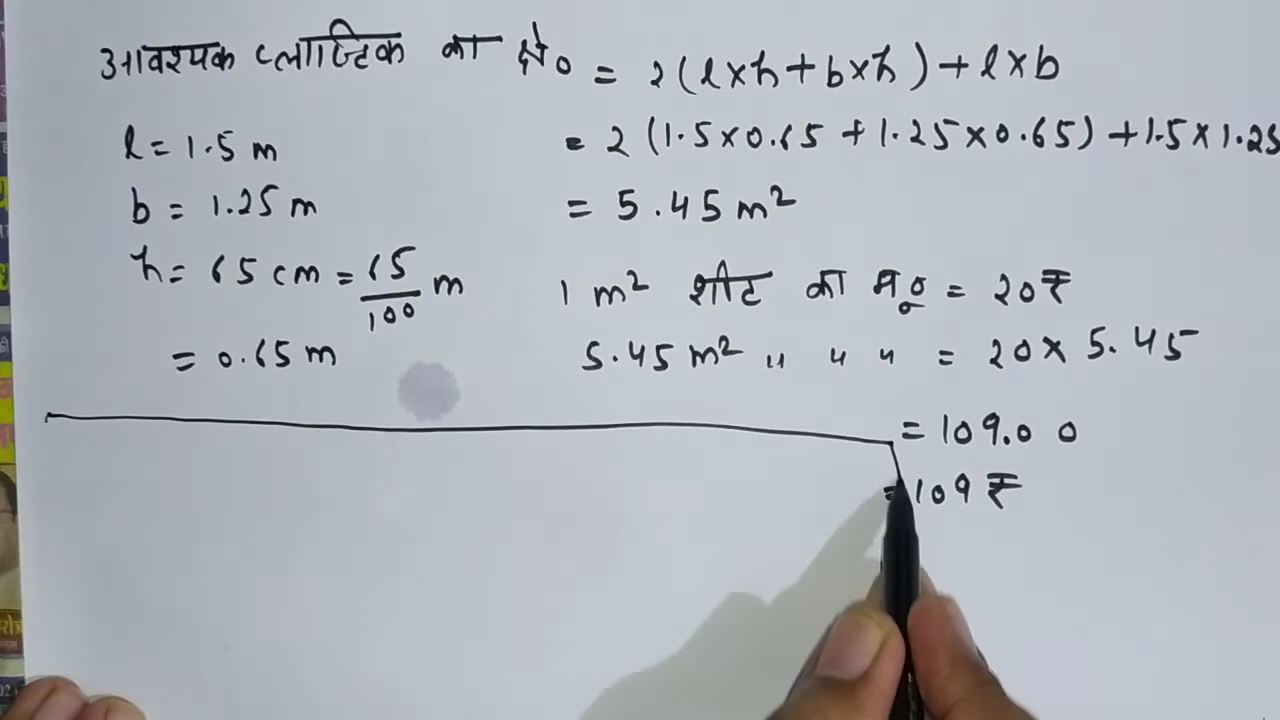 आवश्यक प्लास्टिक का क्षे० = 2(l×h+b×h)+l×b
l = 1.5 m
= 2(1.5×0.65+1.25×0.65)+1.5×1.25
b = 1.25 m
= 5.45 m²
h = 65 cm = 65/100 m
1 m² शीट का मू० = 20₹
= 0.65 m
5.45 m² " " " = 20×5.45
= 109.00
= 109 ₹